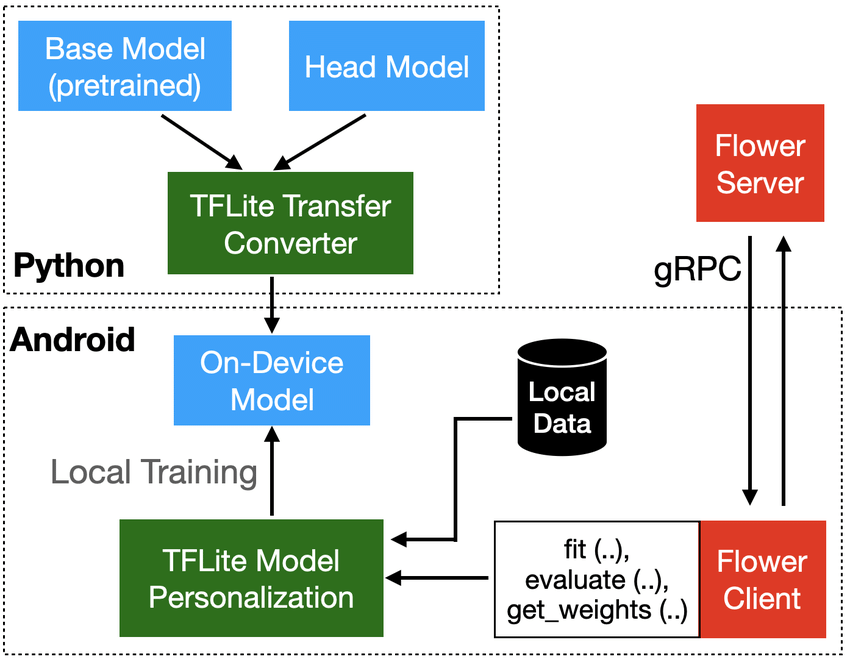 Base Model
(pretrained)
Head Model
TFLite Transfer
Converter
Python
Flower
Server
gRPC
Android
On-Device
Model
Local
Data
Local Training
TFLite Model
Personalization
fit (..),
evaluate (..),
get_weights (..)
Flower
Client